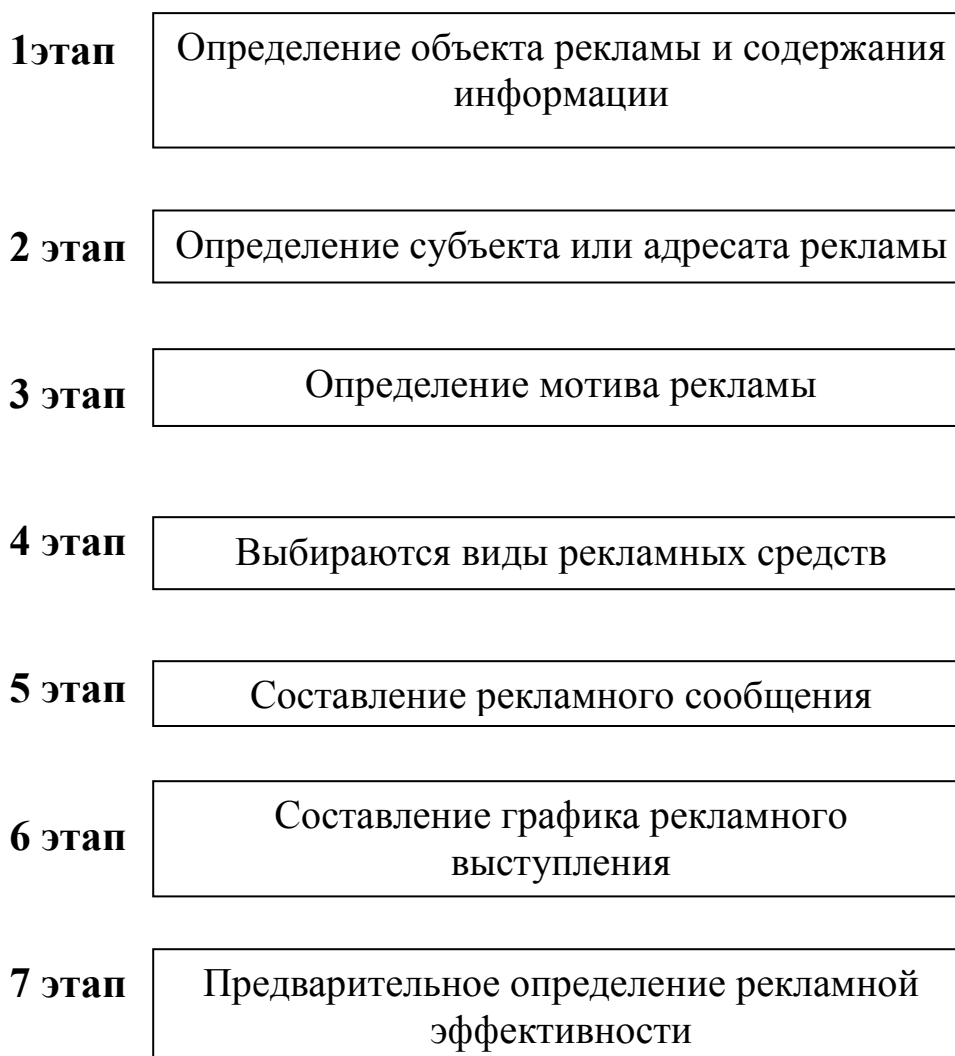 1этап
Определение объекта рекламы и содержания
информации
2 этап
Определение субъекта или адресата рекламы
3 этап
Определение мотива рекламы
4 этап
Выбираются виды рекламных средств
5 этап
Составление рекламного сообщения
6 этап
Составление графика рекламного
выступления
7 этап
Предварительное определение рекламной
эффективности